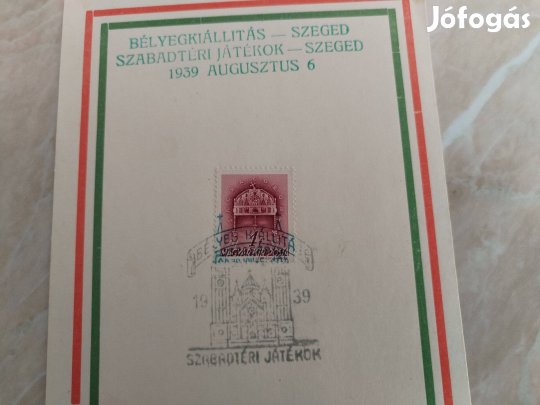 Jófogás
BÉLYEGKIÁLLITÁS — SZEGED
SZABADTÉRI JÁTÉKOK — SZEGED
1939 AUGUSZTUS 6
19 39
SZABADTÉRI JÁTÉKOK